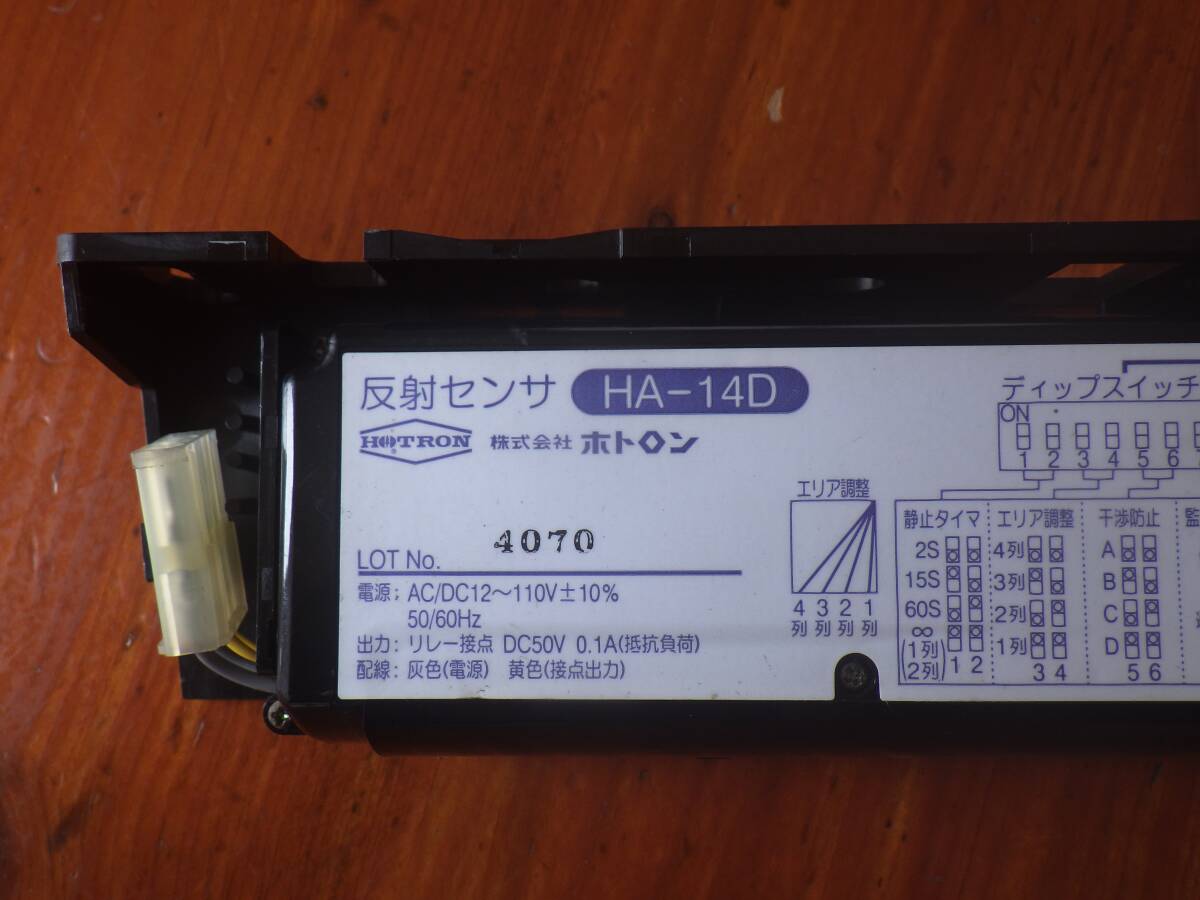 反射センサ HA-14D
HOTRON 株式会社 ホトロン
LOT No. 4070
電源: AC/DC12～110V±10%
50/60Hz
出力: リレー接点 DC50V 0.1A(抵抗負荷)
配線: 灰色(電源) 黄色(接点出力)
エリア調整
4 3 2 1
列 列 列 列
ディップスイッチ
ON
1 2 3 4 5 6
静止タイマ エリア調整 干渉防止 監
2S 4列 A
15S 3列 B
60S 2列 C
∞ 1列 D
(1列)
(2列)
1 2 3 4 5 6